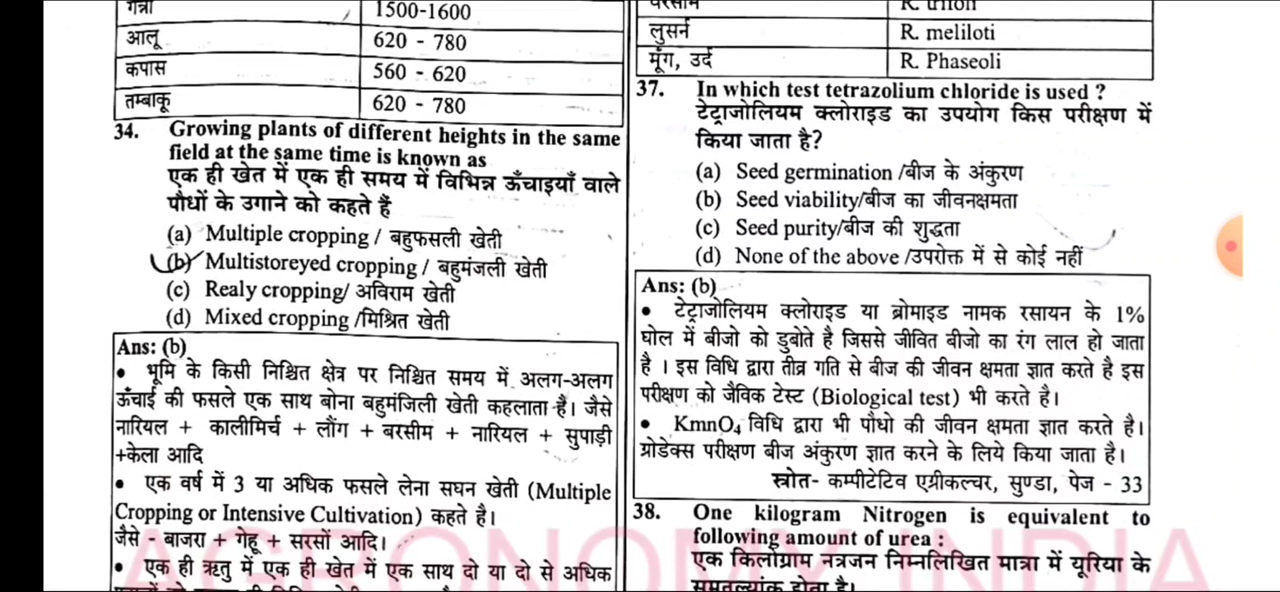 गन्ना 1500-1600
आलू 620 - 780
कपास 560 - 620
तम्बाकू 620 - 780
34. Growing plants of different heights in the same
field at the same time is known as
एक ही खेत में एक ही समय में विभिन्न ऊँचाइयाँ वाले
पौधों के उगाने को कहते हैं
(a) Multiple cropping / बहुफसली खेती
(b) Multistoreyed cropping / बहुमंजली खेती
(c) Realy cropping/ अविराम खेती
(d) Mixed cropping /मिश्रित खेती
Ans: (b)
• भूमि के किसी निश्चित क्षेत्र पर निश्चित समय में अलग-अलग
ऊँचाई की फसले एक साथ बोना बहुमंजिली खेती कहलाता है। जैसे
नारियल + कालीमिर्च + लौंग + बरसीम + नारियल + सुपाड़ी
+केला आदि
• एक वर्ष में 3 या अधिक फसले लेना सघन खेती (Multiple
Cropping or Intensive Cultivation) कहते है।
जैसे - बाजरा + गेहू + सरसों आदि।
• एक ही ऋतु में एक ही खेत में एक साथ दो या दो से अधिक
लुसर्न R. meliloti
मूँग, उर्द R. Phaseoli
37. In which test tetrazolium chloride is used ?
टेट्राजोलियम क्लोराइड का उपयोग किस परीक्षण में
किया जाता है?
(a) Seed germination /बीज के अंकुरण
(b) Seed viability/बीज का जीवनक्षमता
(c) Seed purity/बीज की शुद्धता
(d) None of the above /उपरोक्त में से कोई नहीं
Ans: (b)
• टेट्राजोलियम क्लोराइड या ब्रोमाइड नामक रसायन के 1%
घोल में बीजो को डुबोते है जिससे जीवित बीजो का रंग लाल हो जाता
है । इस विधि द्वारा तीव्र गति से बीज की जीवन क्षमता ज्ञात करते है इस
परीक्षण को जैविक टेस्ट (Biological test) भी करते है।
• KmnO₄ विधि द्वारा भी पौधो की जीवन क्षमता ज्ञात करते है।
ग्रोडेक्स परीक्षण बीज अंकुरण ज्ञात करने के लिये किया जाता है।
स्त्रोत- कम्पीटेटिव एग्रीकल्चर, सुण्डा, पेज - 33
38. One kilogram Nitrogen is equivalent to
following amount of urea :
एक किलोग्राम नत्रजन निम्नलिखित मात्रा में यूरिया के
समतल्यांक होता है।
AGRONOMY INDIA